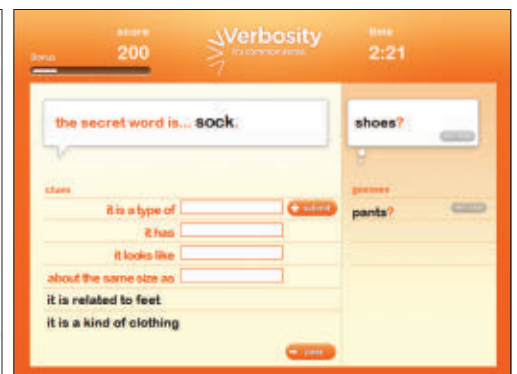 score
200
bonus
Verbosity
it's common sense.
time
2:21
the secret word is... sock.
shoes?
clues
it is a type of
submit
it has
it looks like
about the same size as
it is related to feet
it is a kind of clothing
pass
guesses
pants?